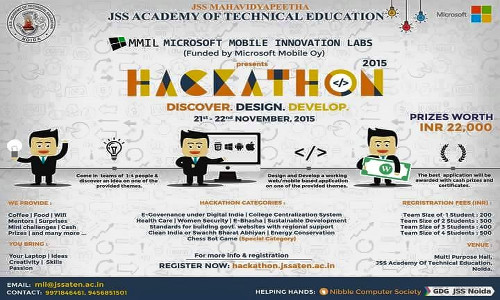 JSS MAHAVIDYAPEETHA
JSS ACADEMY OF TECHNICAL EDUCATION
NOIDA
Microsoft
MMIL MICROSOFT MOBILE INNOVATION LABS
(Funded by Microsoft Mobile Oy)
presents
HACKATHON 2015
DISCOVER. DESIGN. DEVELOP.
21st - 22nd NOVEMBER, 2015
PRIZES WORTH
INR 22,000
</>
Come in teams of 1-4 people &
discover an idea on one of the
provided themes.
Design and Develop a working
web/mobile based application
on one of the provided themes.
The best application will be
awarded with cash prizes and
certificates.
WE PROVIDE :
Coffee | Food | Wifi
Mentors | Surprises
Mini challenges | Cash
Prizes | and many more ...
YOU BRING :
Your Laptop | Ideas
Creativity | Skills
Passion
HACKATHON CATEGORIES :
E-Governance under Digital India | College Centralization System
Health Care | Women Security | E-Bhasha | Sustainable Development
Standards for building govt. websites with regional support
Clean India or Swachh Bharat Abhiyan | Energy Conservation
Chess Bot Game (Special Category)
For more info & registration
REGISTER NOW: hackathon.jssaten.ac.in
REGISTRATION FEES (INR) :
Team Size of -1 Student : 200
Team Size of 2 Students : 300
Team Size of 3 Students : 400
Team Size of 4 Students : 500
VENUE :
Multi Purpose Hall,
JSS Academy Of Technical Education,
Noida.
EMAIL: mli@jssaten.ac.in
CONTACT: 9971846461, 9456851501
HELPING HANDS: Nibble Computer Society GDG JSS Noida